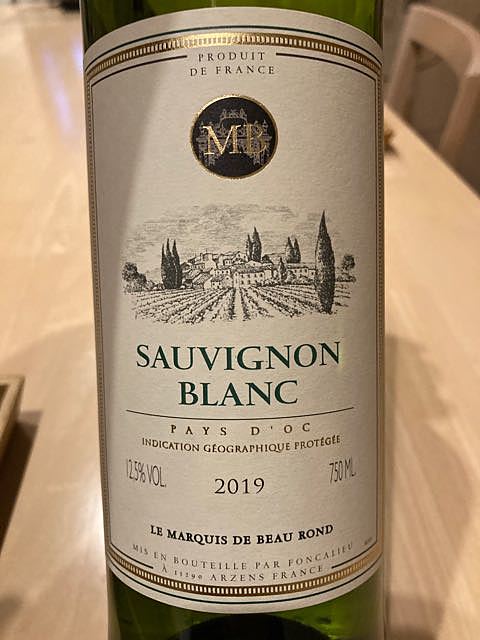 PRODUIT
DE FRANCE
MB
SAUVIGNON
BLANC
PAYS D'OC
INDICATION GÉOGRAPHIQUE PROTÉGÉE
12.5% VOL.
2019
750 ML
LE MARQUIS DE BEAU ROND
MIS EN BOUTEILLE PAR FONCALIEU
À 11290 ARZENS FRANCE